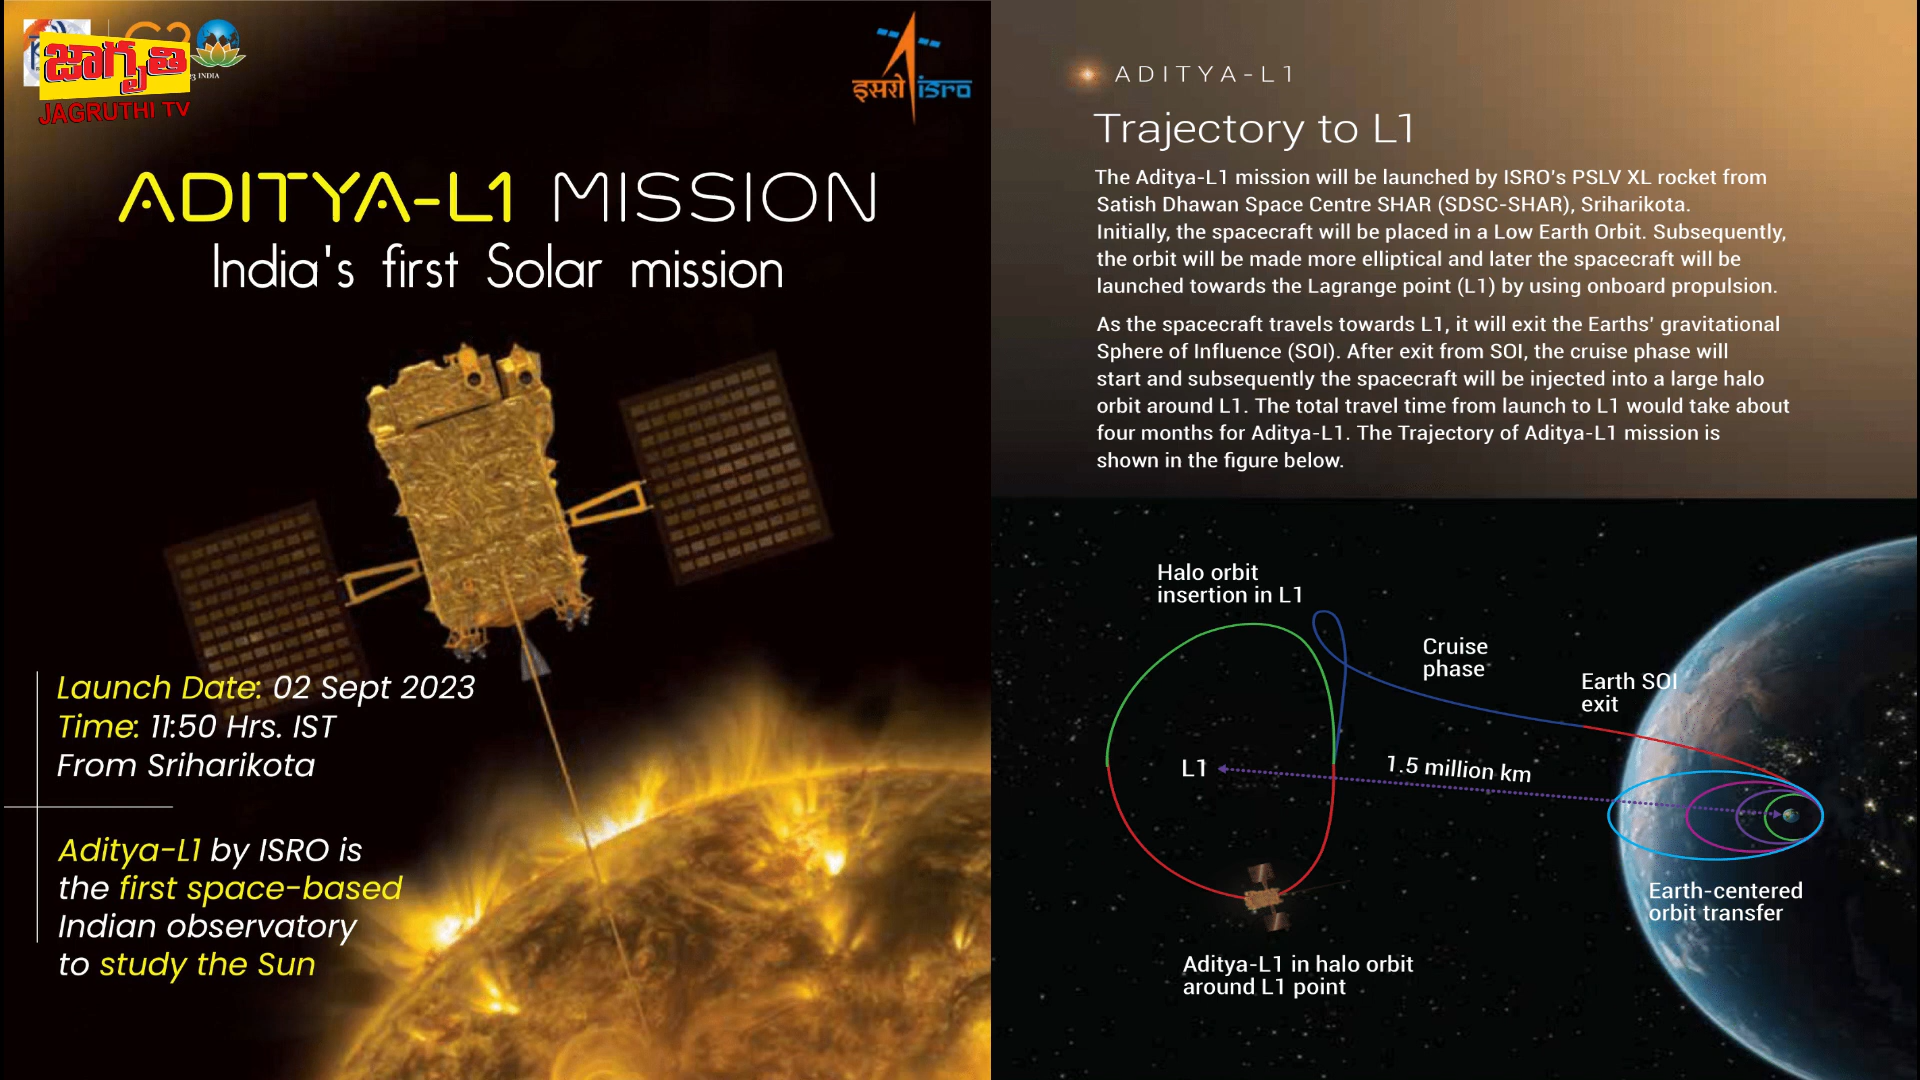 జాగృతి
JAGRUTHI TV
INDIA
इसरो isro
ADITYA-L1 MISSION
India's first Solar mission
Launch Date: 02 Sept 2023
Time: 11:50 Hrs. IST
From Sriharikota
Aditya-L1 by ISRO is
the first space-based
Indian observatory
to study the Sun
ADITYA-L1
Trajectory to L1
The Aditya-L1 mission will be launched by ISRO's PSLV XL rocket from
Satish Dhawan Space Centre SHAR (SDSC-SHAR), Sriharikota.
Initially, the spacecraft will be placed in a Low Earth Orbit. Subsequently,
the orbit will be made more elliptical and later the spacecraft will be
launched towards the Lagrange point (L1) by using onboard propulsion.
As the spacecraft travels towards L1, it will exit the Earths' gravitational
Sphere of Influence (SOI). After exit from SOI, the cruise phase will
start and subsequently the spacecraft will be injected into a large halo
orbit around L1. The total travel time from launch to L1 would take about
four months for Aditya-L1. The Trajectory of Aditya-L1 mission is
shown in the figure below.
Halo orbit
insertion in L1
Cruise
phase
Earth SOI
exit
L1
1.5 million km
Earth-centered
orbit transfer
Aditya-L1 in halo orbit
around L1 point